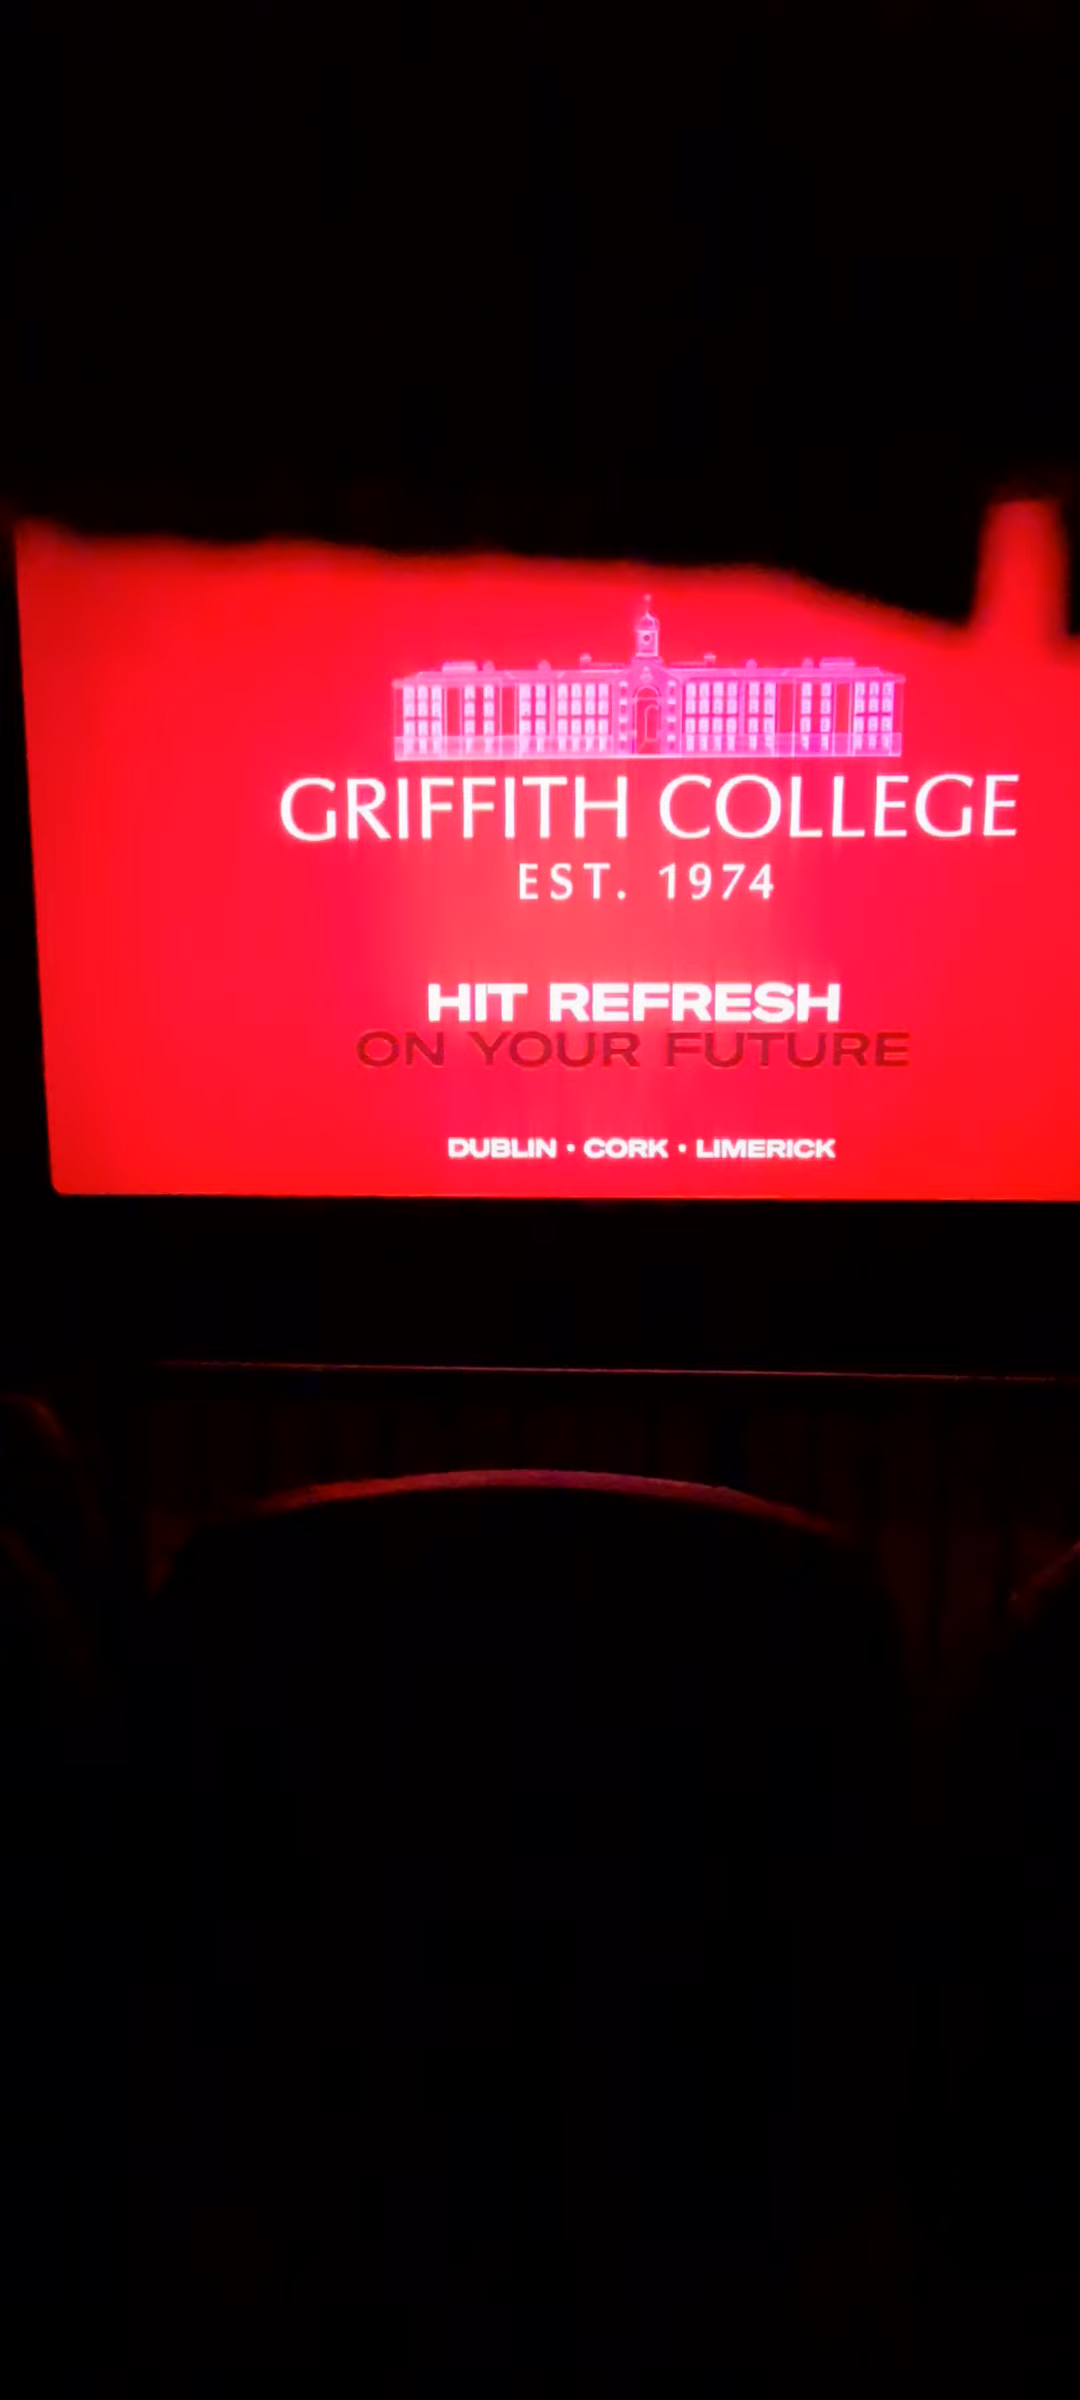 GRIFFITH COLLEGE
EST. 1974
HIT REFRESH
ON YOUR FUTURE
DUBLIN • CORK • LIMERICK